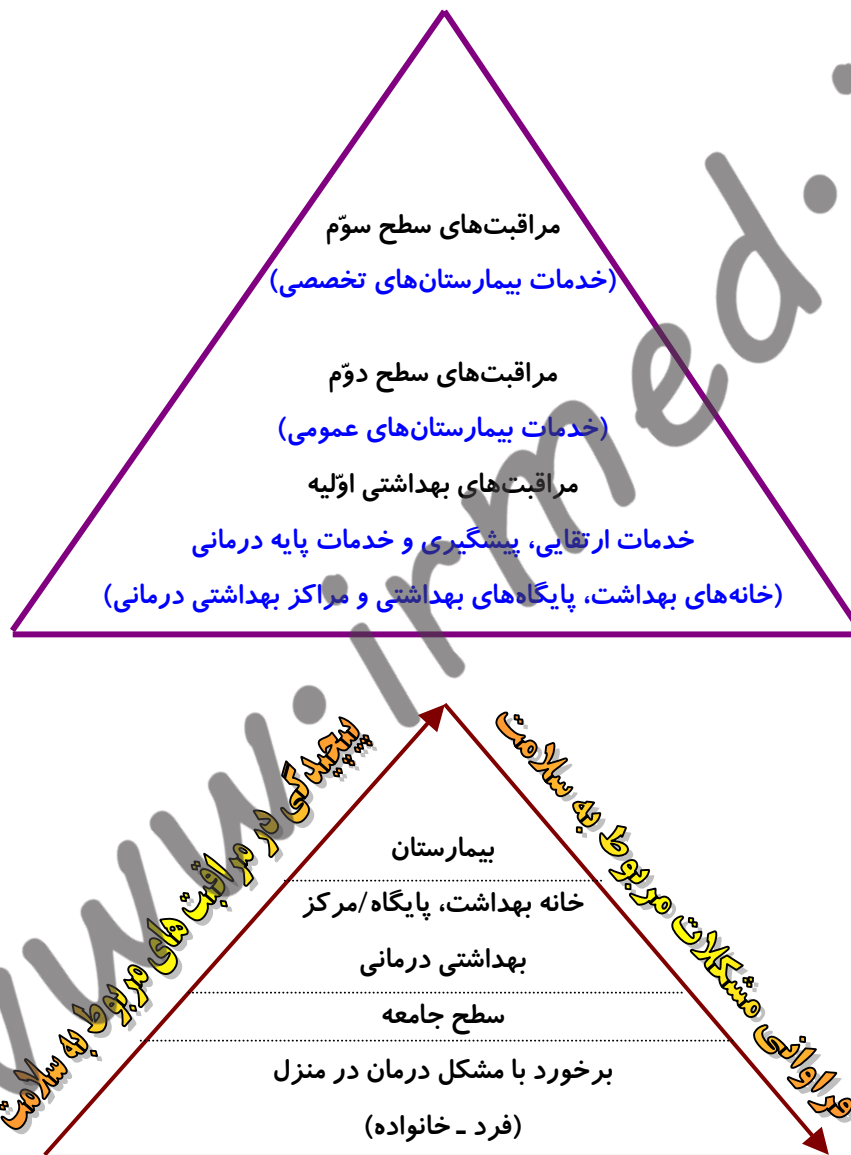 مراقبت‌های سطح سوّم
(خدمات بیمارستان‌های تخصصی)
مراقبت‌های سطح دوّم
(خدمات بیمارستان‌های عمومی)
مراقبت‌های بهداشتی اوّلیه
خدمات ارتقایی، پیشگیری و خدمات پایه درمانی
(خانه‌های بهداشت، پایگاه‌های بهداشتی و مراکز بهداشتی درمانی)
پیچیدگی در مراقبت های مربوط به سلامت
فراوانی مشکلات مربوط به سلامت
بیمارستان
خانه بهداشت، پایگاه/مرکز
بهداشتی درمانی
سطح جامعه
برخورد با مشکل درمان در منزل
(فرد ـ خانواده)
www.irmed.